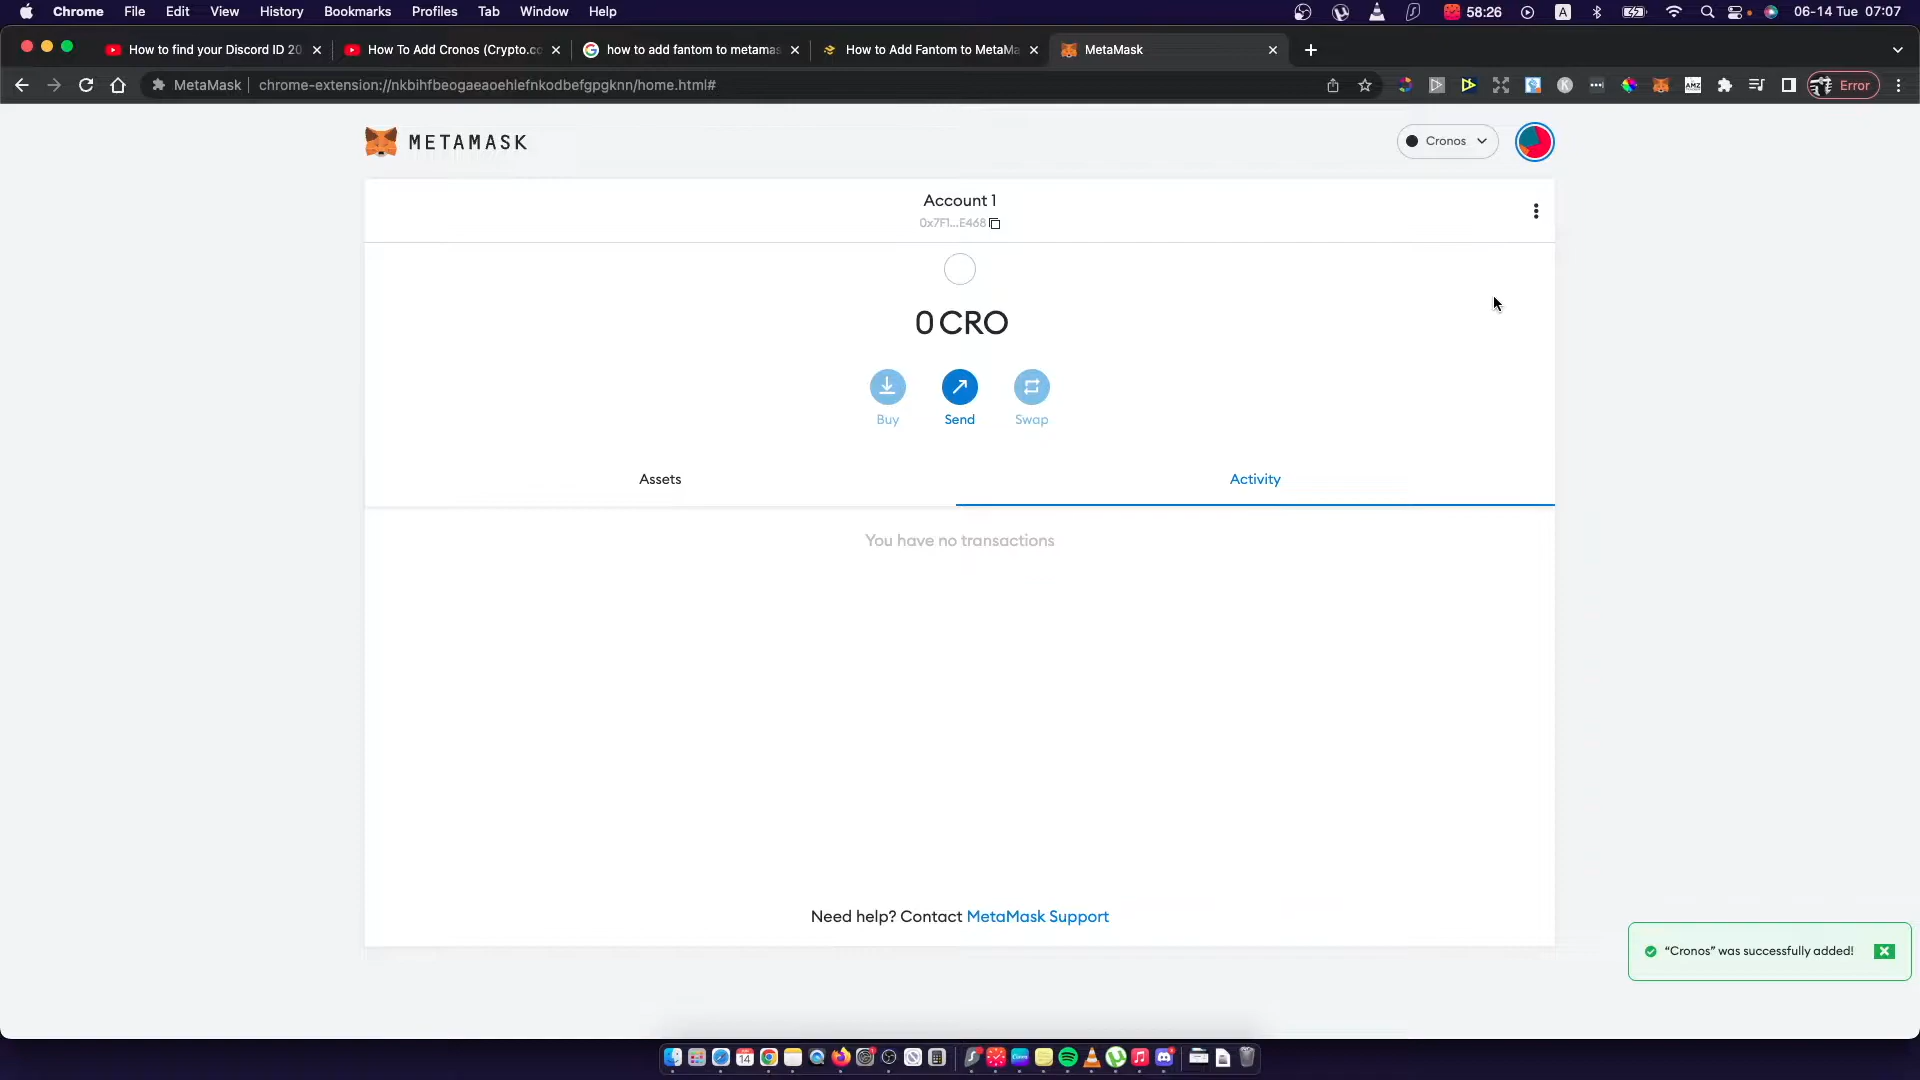 Chrome File Edit View History Bookmarks Profiles Tab Window Help 58:26 A 06-14 Tue 07:07
How to find your Discord ID 20 How To Add Cronos (Crypto.co how to add fantom to metamas How to Add Fantom to MetaMa MetaMask
MetaMask chrome-extension://nkbihfbeogaeaoehlefnkodbefgpgknn/home.html# K AMZ Error
METAMASK Cronos
Account 1
0x7F1...E468
0 CRO
Buy Send Swap
Assets Activity
You have no transactions
Need help? Contact MetaMask Support
“Cronos” was successfully added!
14